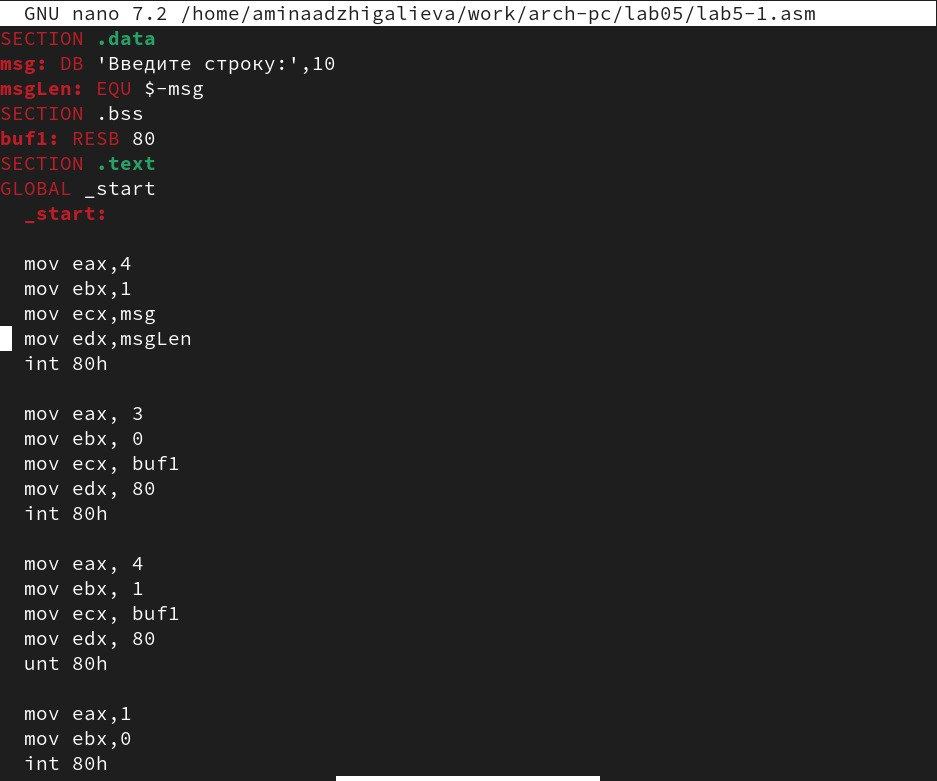 GNU nano 7.2 /home/aminaadzhigalieva/work/arch-pc/lab05/lab5-1.asm
SECTION .data
msg: DB 'Введите строку:',10
msgLen: EQU $-msg
SECTION .bss
buf1: RESB 80
SECTION .text
GLOBAL _start
_start:
mov eax,4
mov ebx,1
mov ecx,msg
mov edx,msgLen
int 80h
mov eax, 3
mov ebx, 0
mov ecx, buf1
mov edx, 80
int 80h
mov eax, 4
mov ebx, 1
mov ecx, buf1
mov edx, 80
unt 80h
mov eax,1
mov ebx,0
int 80h